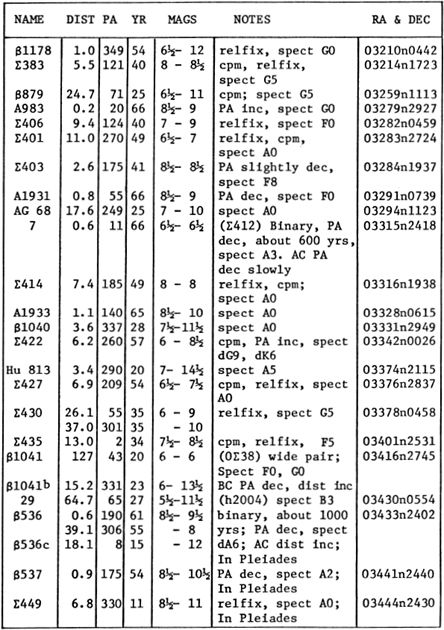 NAME DIST PA YR MAGS NOTES RA & DEC
β1178 1.0 349 54 6½- 12 relfix, spect G0 03210n0442
Σ383 5.5 121 40 8 - 8½ cpm, relfix, 03214n1723
spect G5
β879 24.7 71 25 6½- 11 cpm; spect G5 03259n1113
A983 0.2 20 66 8½- 9 PA inc, spect G0 03279n2927
Σ406 9.4 124 40 7 - 9 relfix, spect F0 03282n0459
Σ401 11.0 270 49 6½- 7 relfix, cpm, 03283n2724
spect A0
Σ403 2.6 175 41 8½- 8½ PA slightly dec, 03284n1937
spect F8
A1931 0.8 55 66 8½- 9 PA dec, spect F0 03291n0739
AG 68 17.6 249 25 7 - 10 spect A0 03294n1123
7 0.6 11 66 6½- 6½ (Σ412) Binary, PA 03315n2418
dec, about 600 yrs,
spect A3. AC PA
dec slowly
Σ414 7.4 185 49 8 - 8 relfix, cpm; 03316n1938
spect A0
A1933 1.1 140 65 8½- 10 spect A0 03328n0615
β1040 3.6 337 28 7½-11½ spect A0 03331n2949
Σ422 6.2 260 57 6 - 8½ cpm, PA inc, spect 03342n0026
dG9, dK6
Hu 813 3.4 290 20 7- 14½ spect A5 03374n2115
Σ427 6.9 209 54 6½- 7½ cpm, relfix, spect 03376n2837
A0
Σ430 26.1 55 35 6 - 9 relfix, spect G5 03378n0458
37.0 301 35 - 10
Σ435 13.0 2 34 7½- 8½ cpm, relfix, F5 03401n2531
β1041 127 43 20 6 - 6 (OΣ38) wide pair; 03416n2745
Spect F0, G0
β1041b 15.2 331 23 6- 13½ BC PA dec, dist inc
29 64.7 65 27 5½-11½ (h2004) spect B3 03430n0554
β536 0.6 190 61 8½- 9½ binary, about 1000 03433n2402
39.1 306 55 - 8 yrs; PA dec, spect
β536c 18.1 8 15 - 12 dA6; AC dist inc;
In Pleiades
β537 0.9 175 54 8½- 10½ PA dec, spect A2; 03441n2440
In Pleiades
Σ449 6.8 330 11 8½- 11 relfix, spect A0; 03444n2430
In Pleiades